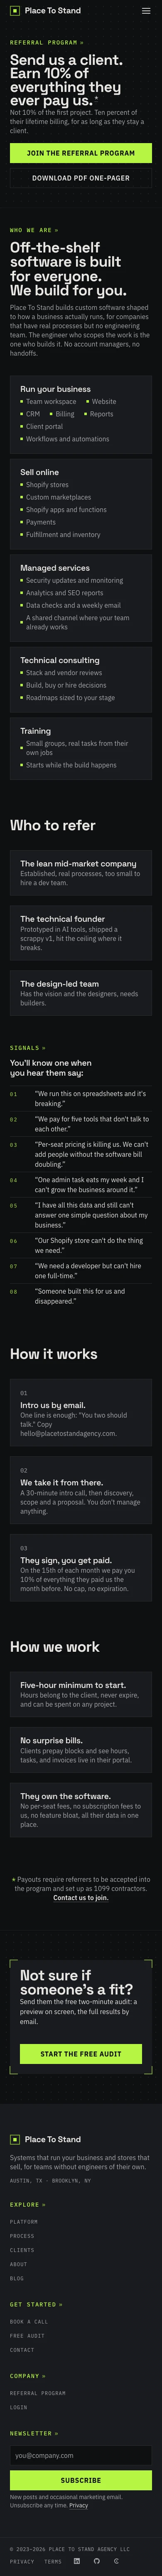 Place To Stand
REFERRAL PROGRAM »
Send us a client.
Earn 10% of
everything they
ever pay us.*
Not 10% of the first project. Ten percent of
their lifetime billing, for as long as they stay a
client.
JOIN THE REFERRAL PROGRAM
DOWNLOAD PDF ONE-PAGER
WHO WE ARE »
Off-the-shelf
software is built
for everyone.
We build for you.
Place To Stand builds custom software shaped
to how a business actually runs, for companies
that have real processes but no engineering
team. The engineer who scopes the work is the
one who builds it. No account managers, no
handoffs.
Run your business
Team workspace Website
CRM Billing Reports
Client portal
Workflows and automations
Sell online
Shopify stores
Custom marketplaces
Shopify apps and functions
Payments
Fulfillment and inventory
Managed services
Security updates and monitoring
Analytics and SEO reports
Data checks and a weekly email
A shared channel where your team
already works
Technical consulting
Stack and vendor reviews
Build, buy or hire decisions
Roadmaps sized to your stage
Training
Small groups, real tasks from their
own jobs
Starts while the build happens
Who to refer
The lean mid-market company
Established, real processes, too small to
hire a dev team.
The technical founder
Prototyped in AI tools, shipped a
scrappy v1, hit the ceiling where it
breaks.
The design-led team
Has the vision and the designers, needs
builders.
SIGNALS »
You'll know one when
you hear them say:
01 "We run this on spreadsheets and it's
breaking."
02 "We pay for five tools that don't talk to
each other."
03 "Per-seat pricing is killing us. We can't
add people without the software bill
doubling."
04 "One admin task eats my week and I
can't grow the business around it."
05 "I have all this data and still can't
answer one simple question about my
business."
06 "Our Shopify store can't do the thing
we need."
07 "We need a developer but can't hire
one full-time."
08 "Someone built this for us and
disappeared."
How it works
01
Intro us by email.
One line is enough: "You two should
talk." Copy
hello@placetostandagency.com.
02
We take it from there.
A 30-minute intro call, then discovery,
scope and a proposal. You don't manage
anything.
03
They sign, you get paid.
On the 15th of each month we pay you
10% of everything they paid us the
month before. No cap, no expiration.
How we work
Five-hour minimum to start.
Hours belong to the client, never expire,
and can be spent on any project.
No surprise bills.
Clients prepay blocks and see hours,
tasks, and invoices live in their portal.
They own the software.
No per-seat fees, no subscription fees to
us, no feature bloat, all their data in one
place.
* Payouts require referrers to be accepted into
the program and set up as 1099 contractors.
Contact us to join.
Not sure if
someone's a fit?
Send them the free two-minute audit: a
preview on screen, the full results by
email.
START THE FREE AUDIT
Place To Stand
Systems that run your business and stores that
sell, for teams without engineers of their own.
AUSTIN, TX · BROOKLYN, NY
EXPLORE »
PLATFORM
PROCESS
CLIENTS
ABOUT
BLOG
GET STARTED »
BOOK A CALL
FREE AUDIT
CONTACT
COMPANY »
REFERRAL PROGRAM
LOGIN
NEWSLETTER »
you@company.com
SUBSCRIBE
New posts and occasional marketing email.
Unsubscribe any time. Privacy
© 2023-2026 PLACE TO STAND AGENCY LLC
PRIVACY TERMS